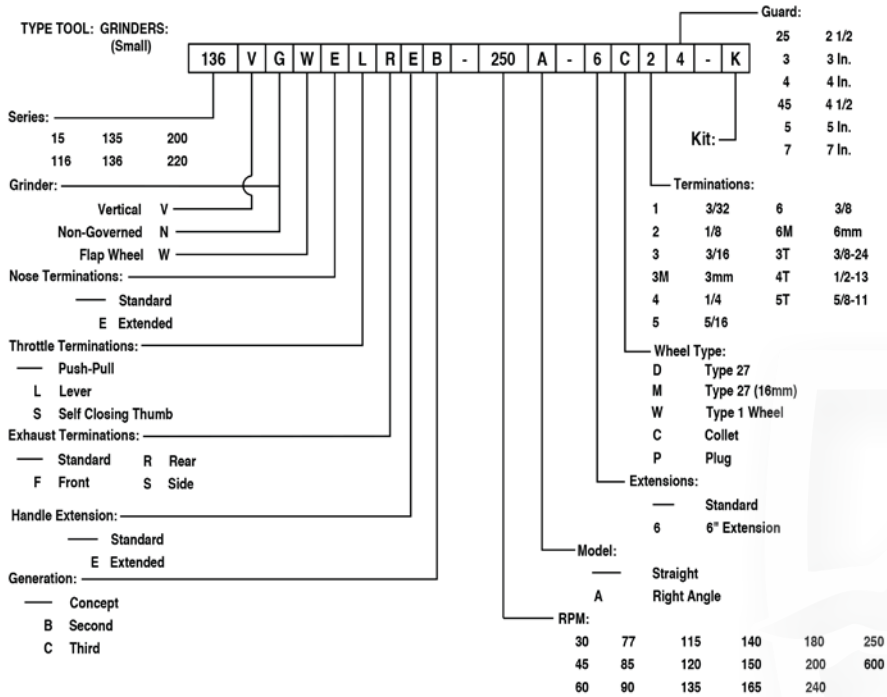 TYPE TOOL: GRINDERS:
(Small)
136 V G W E L R E B - 250 A - 6 C 2 4 - K
Guard:
25 2 1/2
3 3 In.
4 4 In.
45 4 1/2
5 5 In.
7 7 In.
Kit:
Series:
15 135 200
116 136 220
Grinder:
Vertical V
Non-Governed N
Flap Wheel W
Nose Terminations:
— Standard
E Extended
Throttle Terminations:
— Push-Pull
L Lever
S Self Closing Thumb
Exhaust Terminations:
— Standard R Rear
F Front S Side
Handle Extension:
— Standard
E Extended
Generation:
— Concept
B Second
C Third
Terminations:
1 3/32 6 3/8
2 1/8 6M 6mm
3 3/16 3T 3/8-24
3M 3mm 4T 1/2-13
4 1/4 5T 5/8-11
5 5/16
Wheel Type:
D Type 27
M Type 27 (16mm)
W Type 1 Wheel
C Collet
P Plug
Extensions:
— Standard
6 6" Extension
Model:
— Straight
A Right Angle
RPM:
30 77 115 140 180 250
45 85 120 150 200 600
60 90 135 165 240